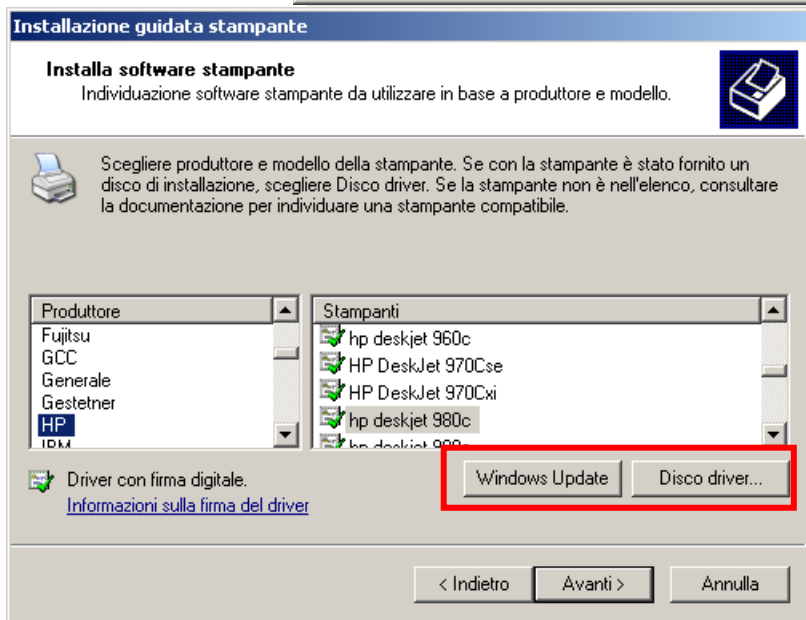 Installazione guidata stampante
Installa software stampante
Individuazione software stampante da utilizzare in base a produttore e modello.
Scegliere produttore e modello della stampante. Se con la stampante è stato fornito un
disco di installazione, scegliere Disco driver. Se la stampante non è nell'elenco, consultare
la documentazione per individuare una stampante compatibile.
Produttore
Fujitsu
GCC
Generale
Gestetner
HP
IBM
Stampanti
hp deskjet 960c
HP DeskJet 970Cse
HP DeskJet 970Cxi
hp deskjet 980c
hp deskjet
Driver con firma digitale.
Informazioni sulla firma del driver
Windows Update
Disco driver...
< Indietro
Avanti >
Annulla